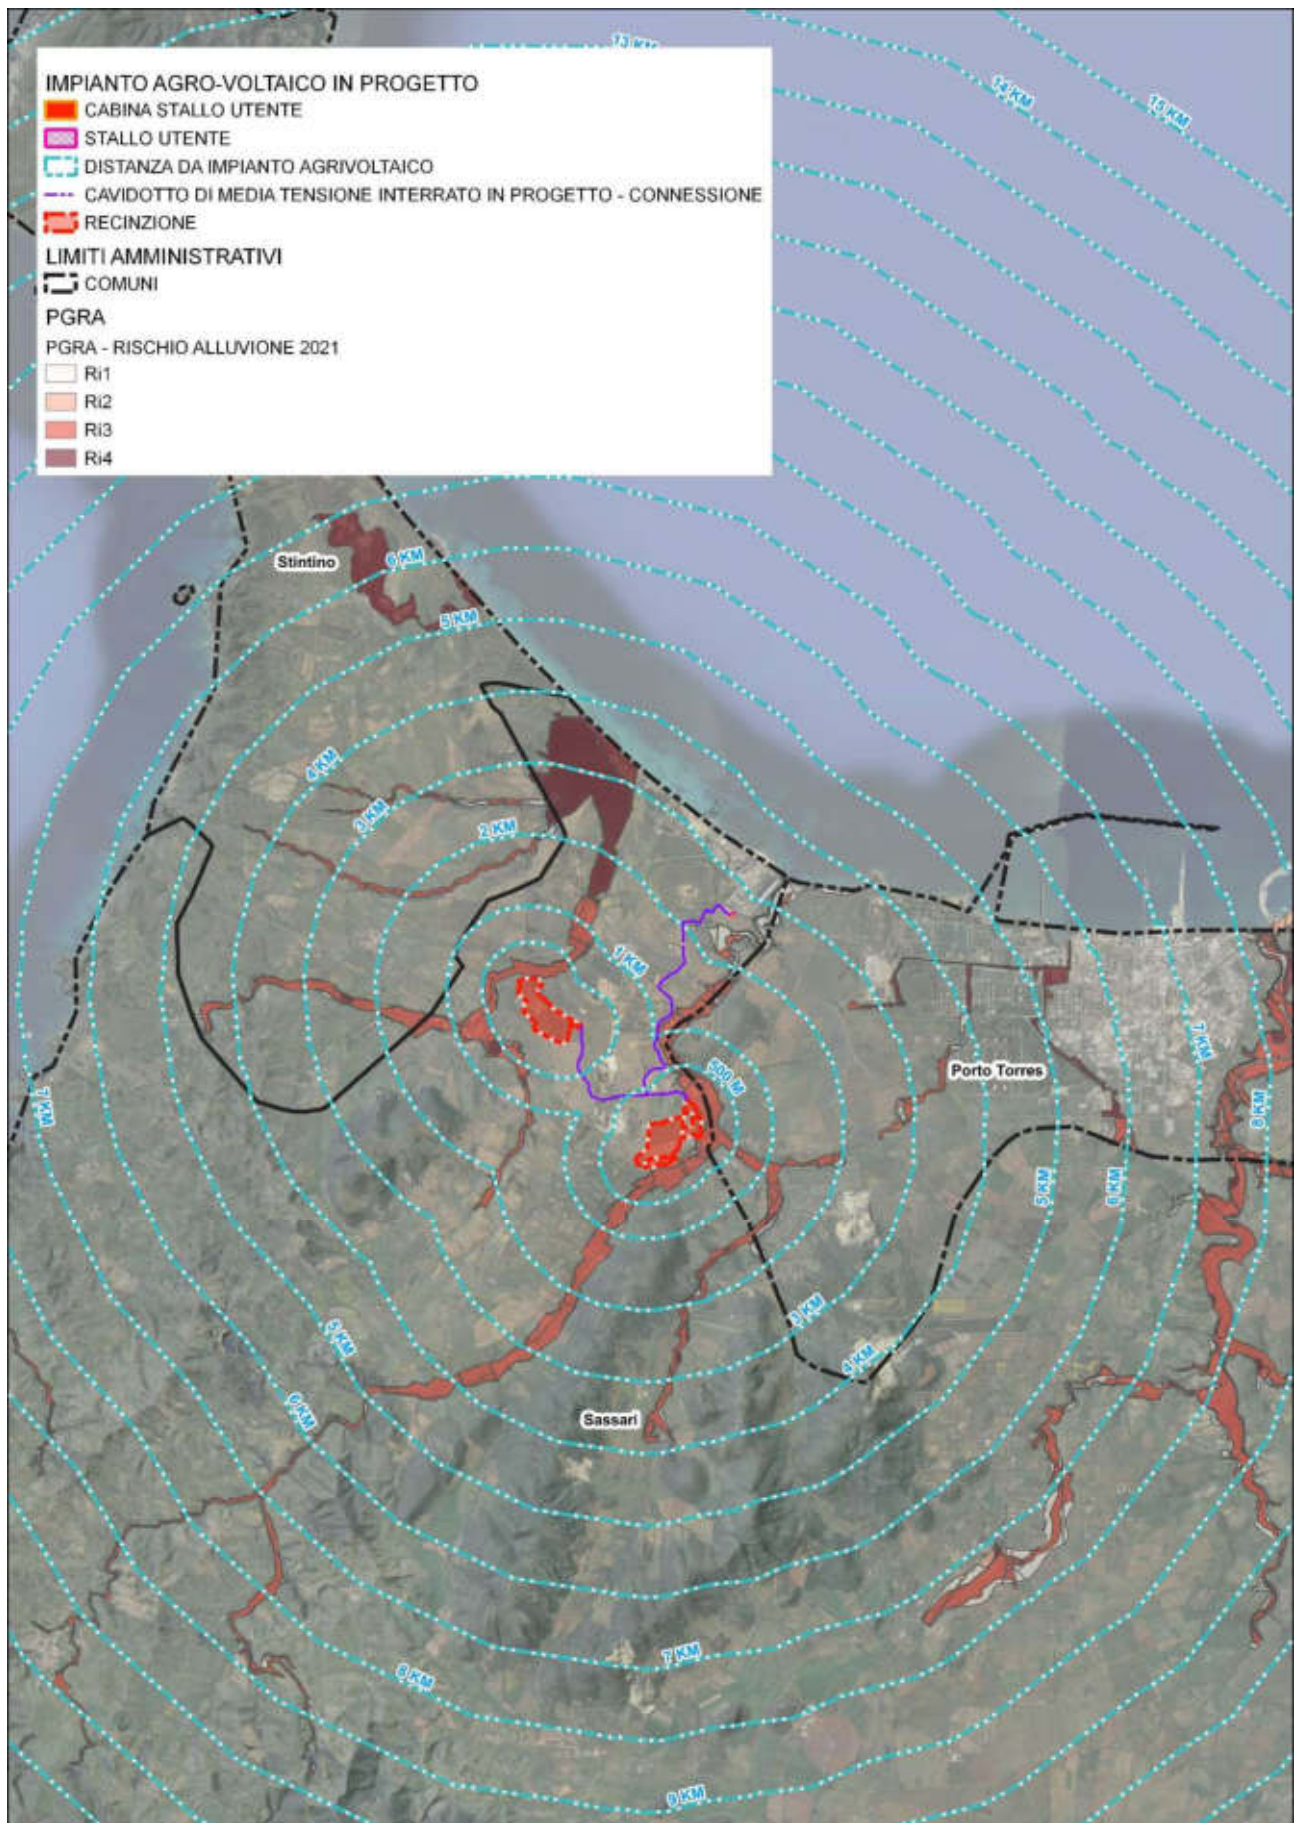 13 KM
14 KM
15 KM
IMPIANTO AGRO-VOLTAICO IN PROGETTO
CABINA STALLO UTENTE
STALLO UTENTE
DISTANZA DA IMPIANTO AGRIVOLTAICO
CAVIDOTTO DI MEDIA TENSIONE INTERRATO IN PROGETTO - CONNESSIONE
RECINZIONE
LIMITI AMMINISTRATIVI
COMUNI
PGRA
PGRA - RISCHIO ALLUVIONE 2021
Ri1
Ri2
Ri3
Ri4
Stintino
6 KM
5 KM
4 KM
3 KM
2 KM
1 KM
500 M
7 KM
Porto Torres
7 KM
8 KM
5 KM
6 KM
3 KM
4 KM
5 KM
6 KM
Sassari
7 KM
8 KM
9 KM